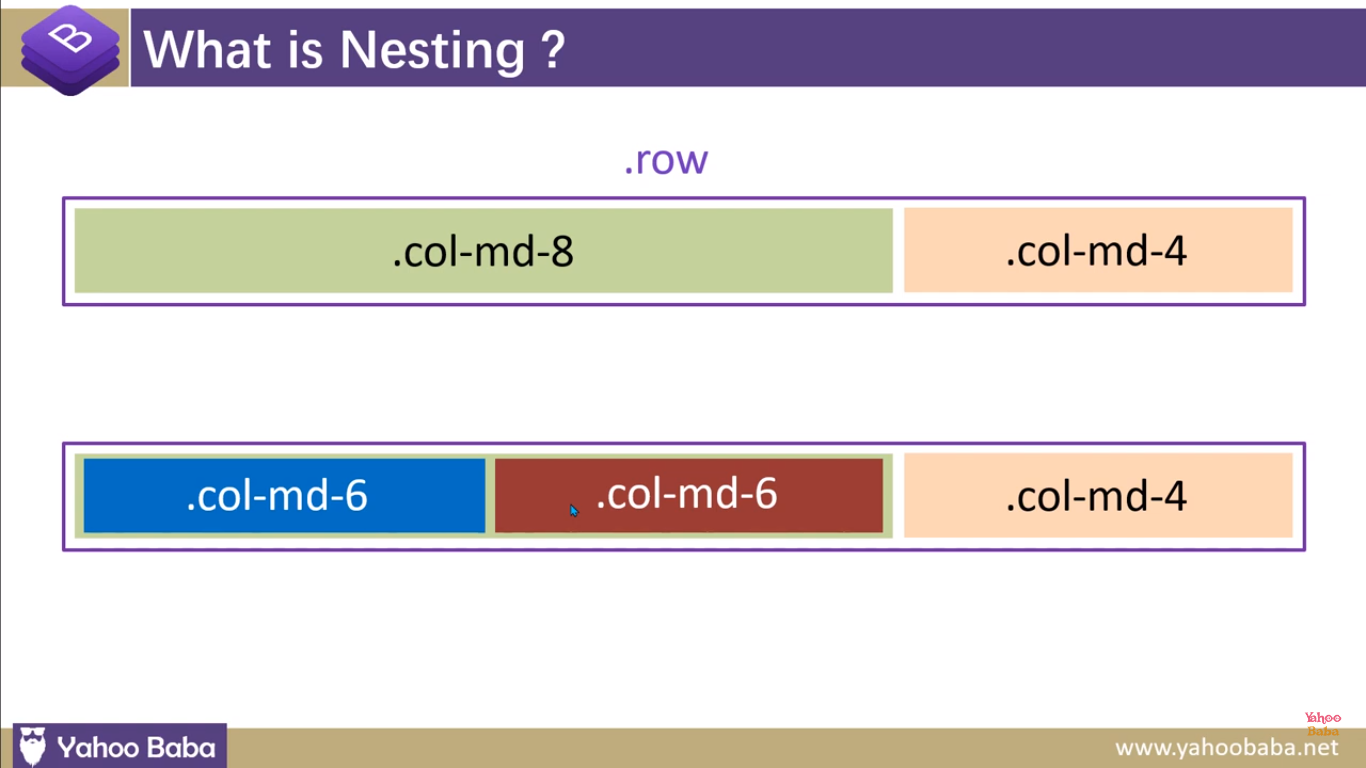 B
What is Nesting ?
.row
.col-md-8
.col-md-4
.col-md-6
.col-md-6
.col-md-4
Yahoo
Baba
Yahoo Baba
www.yahoobaba.net